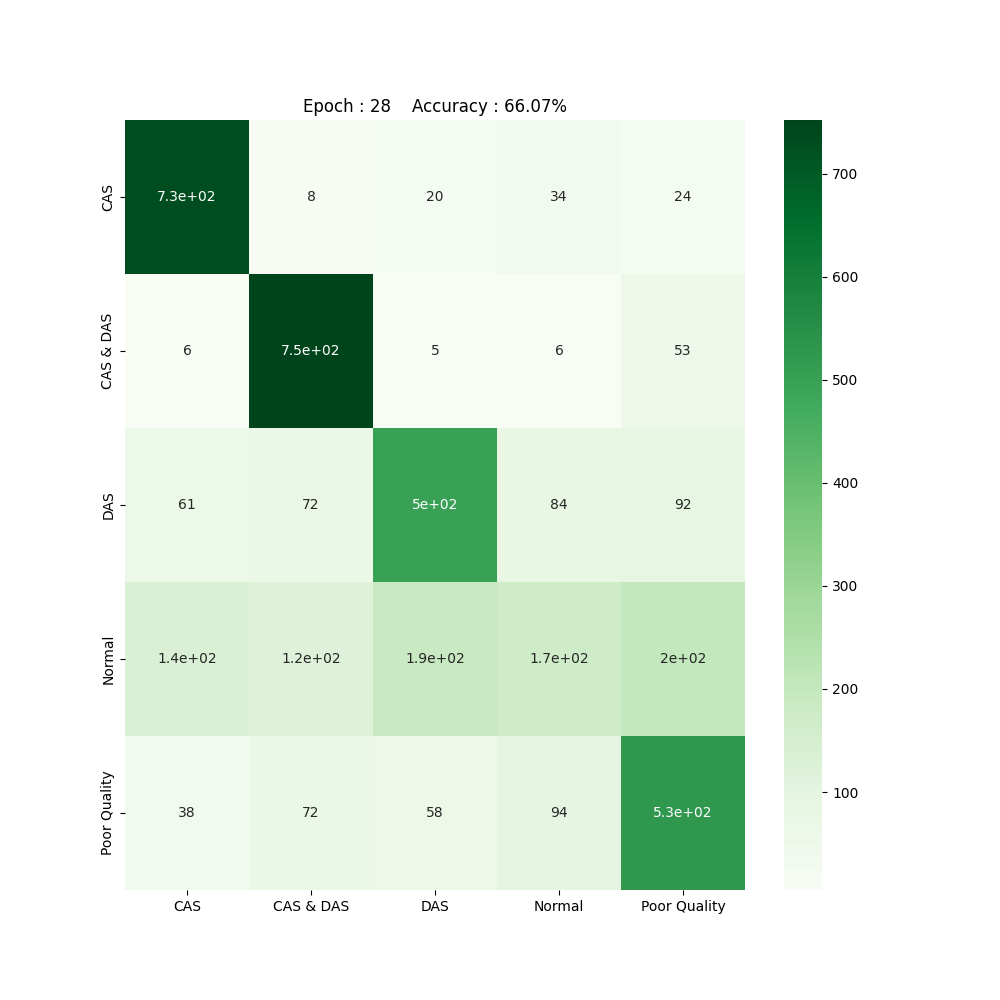 Epoch : 28    Accuracy : 66.07%
CAS 7.3e+02 8 20 34 24
CAS & DAS 6 7.5e+02 5 6 53
DAS 61 72 5e+02 84 92
Normal 1.4e+02 1.2e+02 1.9e+02 1.7e+02 2e+02
Poor Quality 38 72 58 94 5.3e+02
CAS CAS & DAS DAS Normal Poor Quality
700
600
500
400
300
200
100